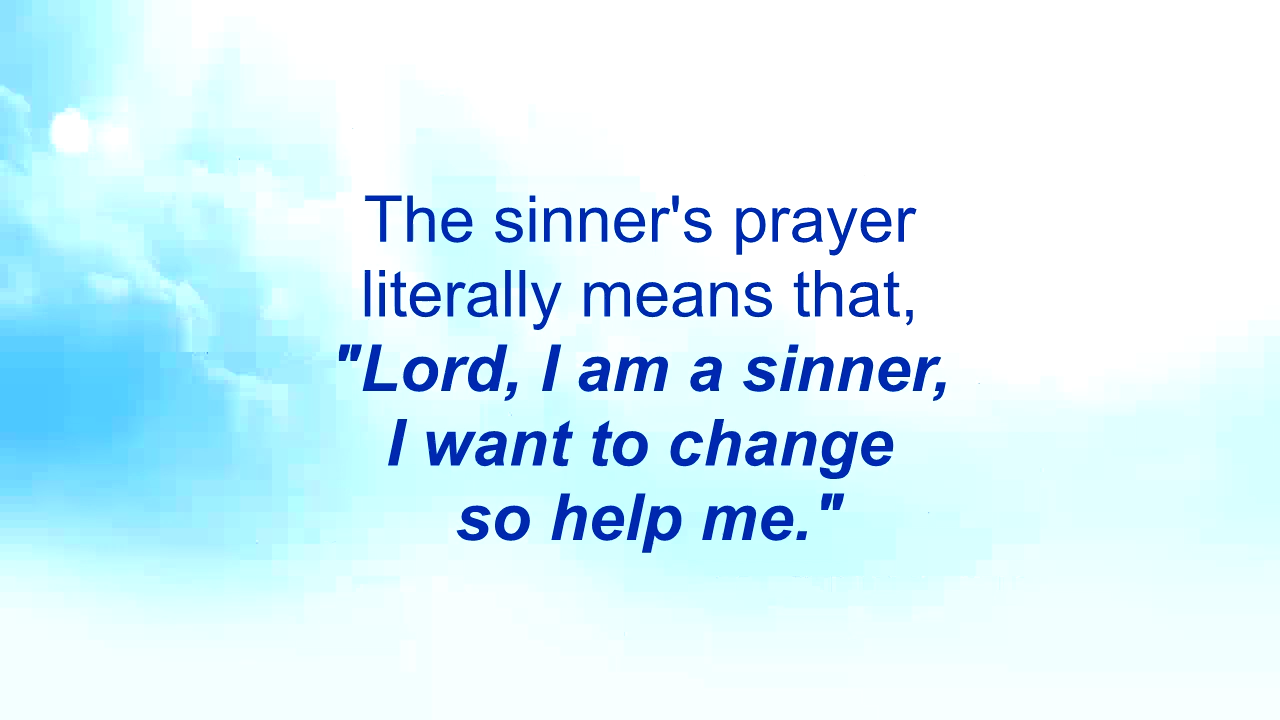 The sinner's prayer
literally means that,
"Lord, I am a sinner,
I want to change
so help me."